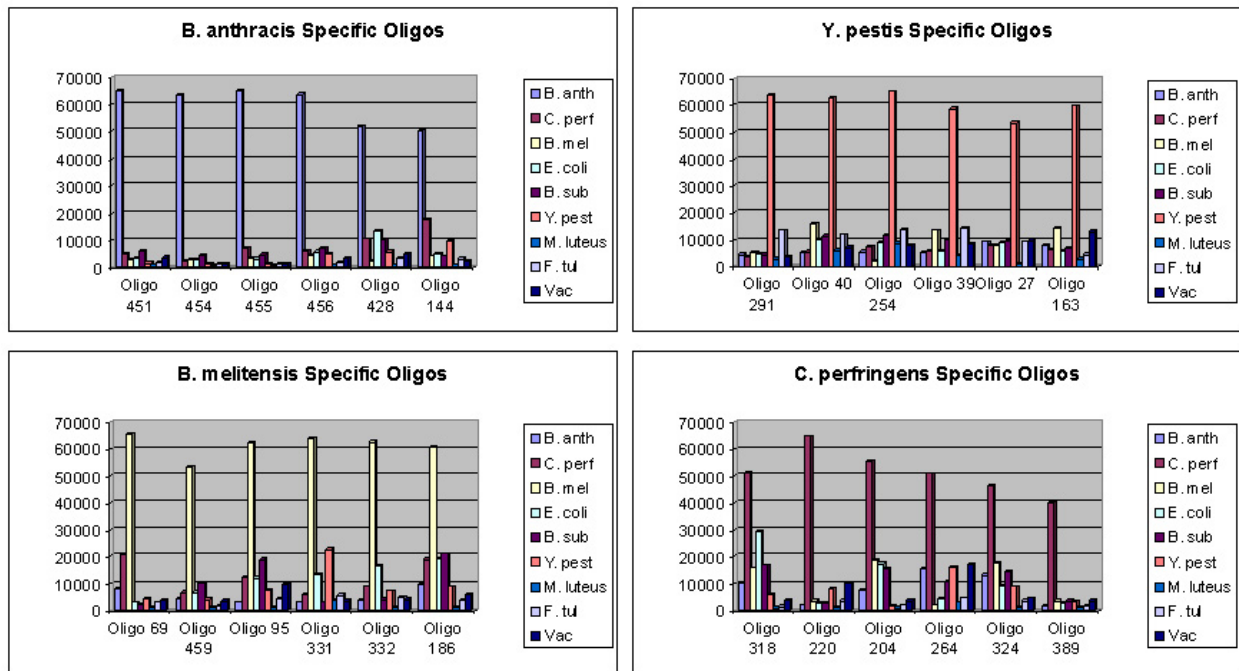 B. anthracis Specific Oligos
70000
60000
50000
40000
30000
20000
10000
0
Oligo 451
Oligo 454
Oligo 455
Oligo 456
Oligo 428
Oligo 144
B. anth
C. perf
B. mel
E. coli
B. sub
Y. pest
M. luteus
F. tul
Vac
Y. pestis Specific Oligos
70000
60000
50000
40000
30000
20000
10000
0
Oligo 291
Oligo 40
Oligo 254
Oligo 39
Oligo 27
Oligo 163
B. anth
C. perf
B. mel
E. coli
B. sub
Y. pest
M. luteus
F. tul
Vac
B. melitensis Specific Oligos
70000
60000
50000
40000
30000
20000
10000
0
Oligo 69
Oligo 459
Oligo 95
Oligo 331
Oligo 332
Oligo 186
B. anth
C. perf
B. mel
E. coli
B. sub
Y. pest
M. luteus
F. tul
Vac
C. perfringens Specific Oligos
70000
60000
50000
40000
30000
20000
10000
0
Oligo 318
Oligo 220
Oligo 204
Oligo 264
Oligo 324
Oligo 389
B. anth
C. perf
B. mel
E. coli
B. sub
Y. pest
M. luteus
F. tul
Vac